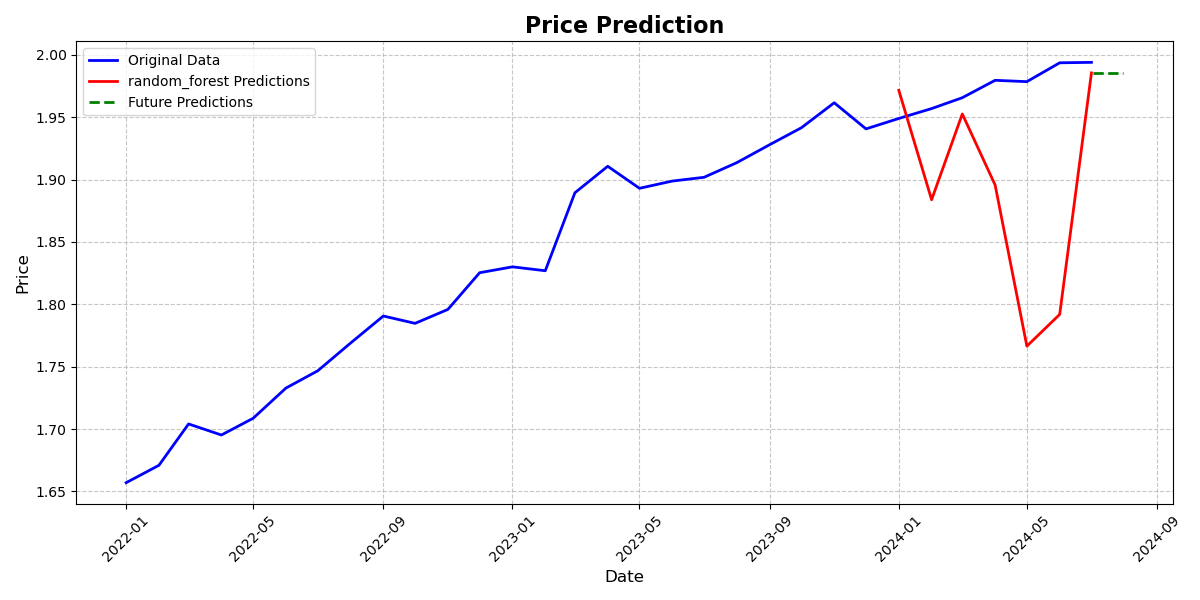 Price Prediction
Original Data
random_forest Predictions
Future Predictions
Price
2.00
1.95
1.90
1.85
1.80
1.75
1.70
1.65
2022-01
2022-05
2022-09
2023-01
2023-05
2023-09
2024-01
2024-05
2024-09
Date